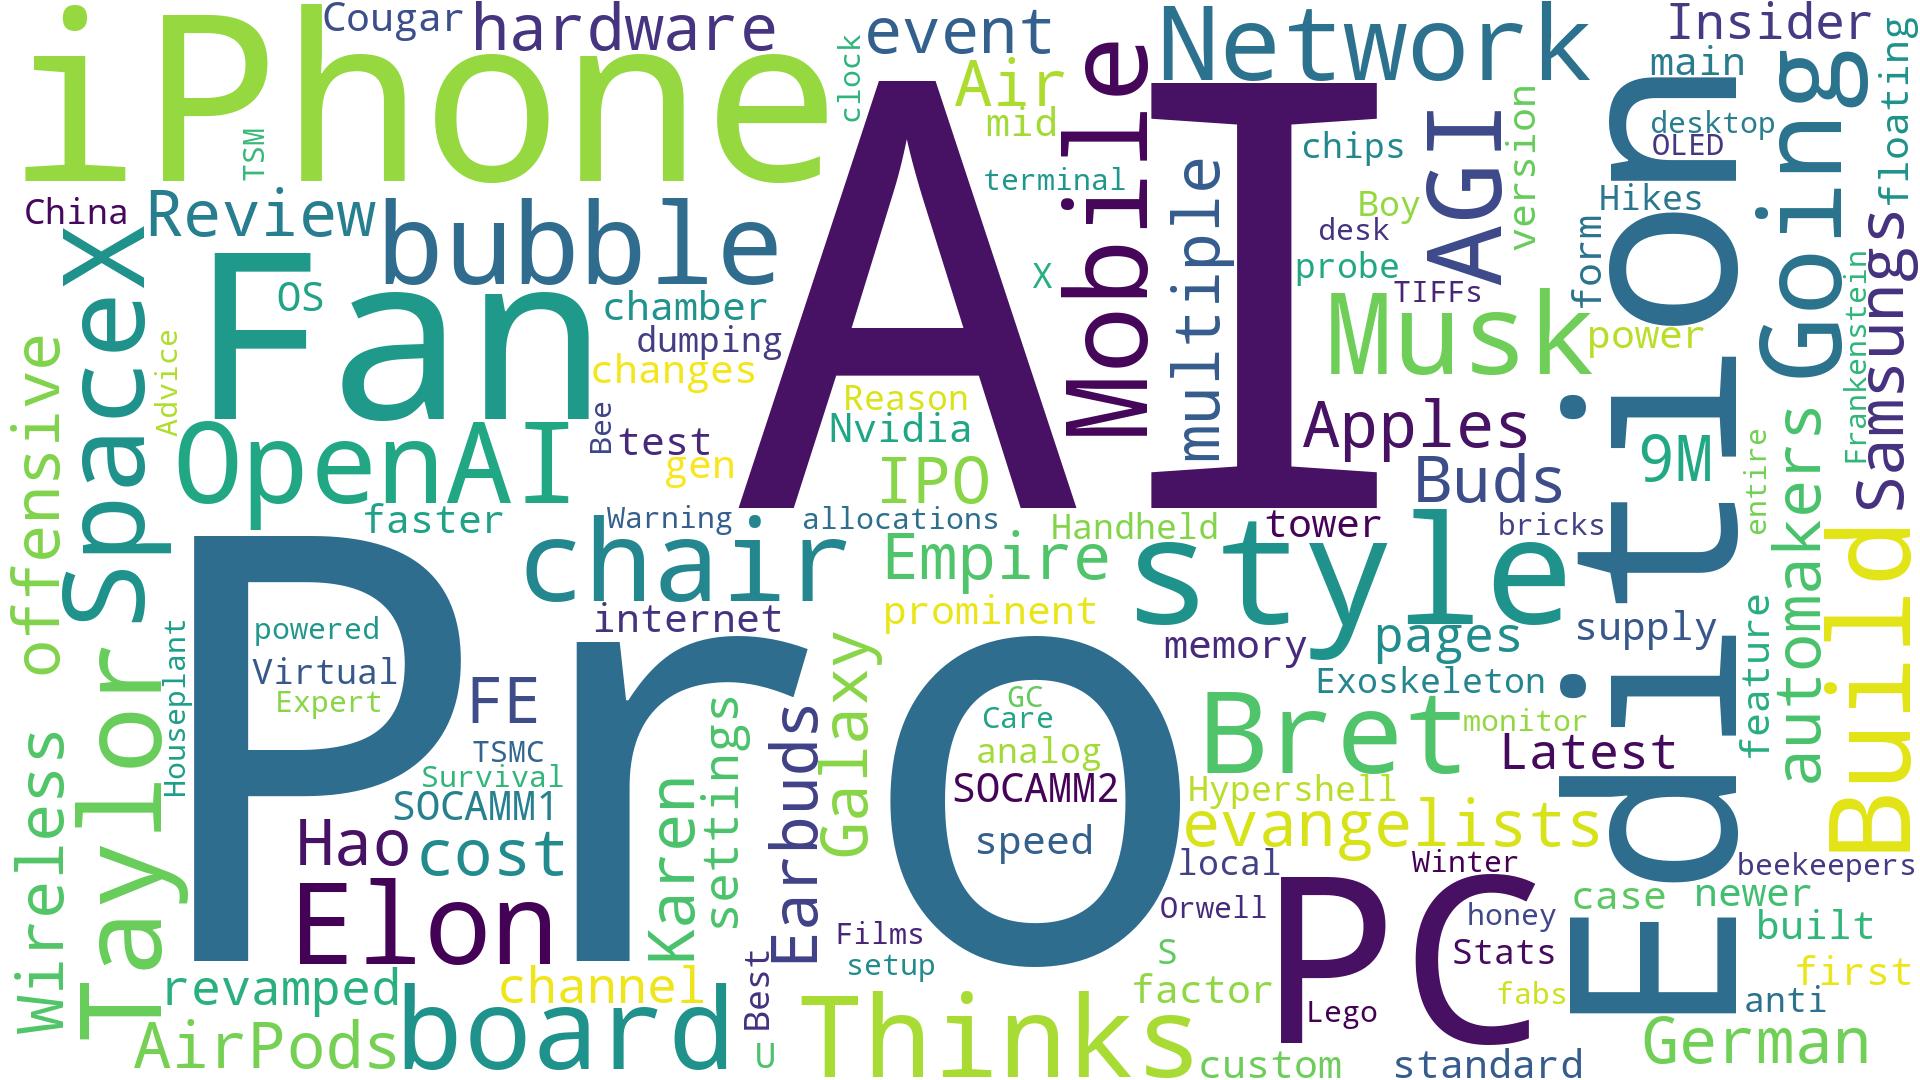 iPhone
Cougar
hardware
event
Network
Insider
clock
Air
mid
main
desktop
OLED
floating
TSM
Mobile
AI
multiple
chips
AGI
version
Edition
Going
China
Review
bubble
terminal
Boy
desk
probe
TIFFs
Hikes
form
SpaceX
Fan
OS
chamber
dumping
changes
X
Musk
power
Frankenstein
Samsungs
Advice
offensive
OpenAI
Bee
test
gen
Reason
Nvidia
IPO
Apples
Buds
9M
entire
automakers
faster
Warning
allocations
Handheld
tower
bricks
chair
Empire
style
internet
prominent
memory
pages
supply
Build
Pro
powered
Virtual
Expert
Houseplant
Taylor
FE
TSMC
Survival
SOCAMM1
settings
Earbuds
Galaxy
GC
Care
analog
SOCAMM2
speed
Exoskeleton
Bret
monitor
Latest
feature
Hypershell
evangelists
Wireless
Hao
cost
Karen
local
Winter
beekeepers
Elon
Films
setup
Orwell
PC
honey
Stats
case
newer
built
revamped
channel
Best
S
factor
fabs
first
anti
Lego
AirPods
board
U
Thinks
custom
standard
German